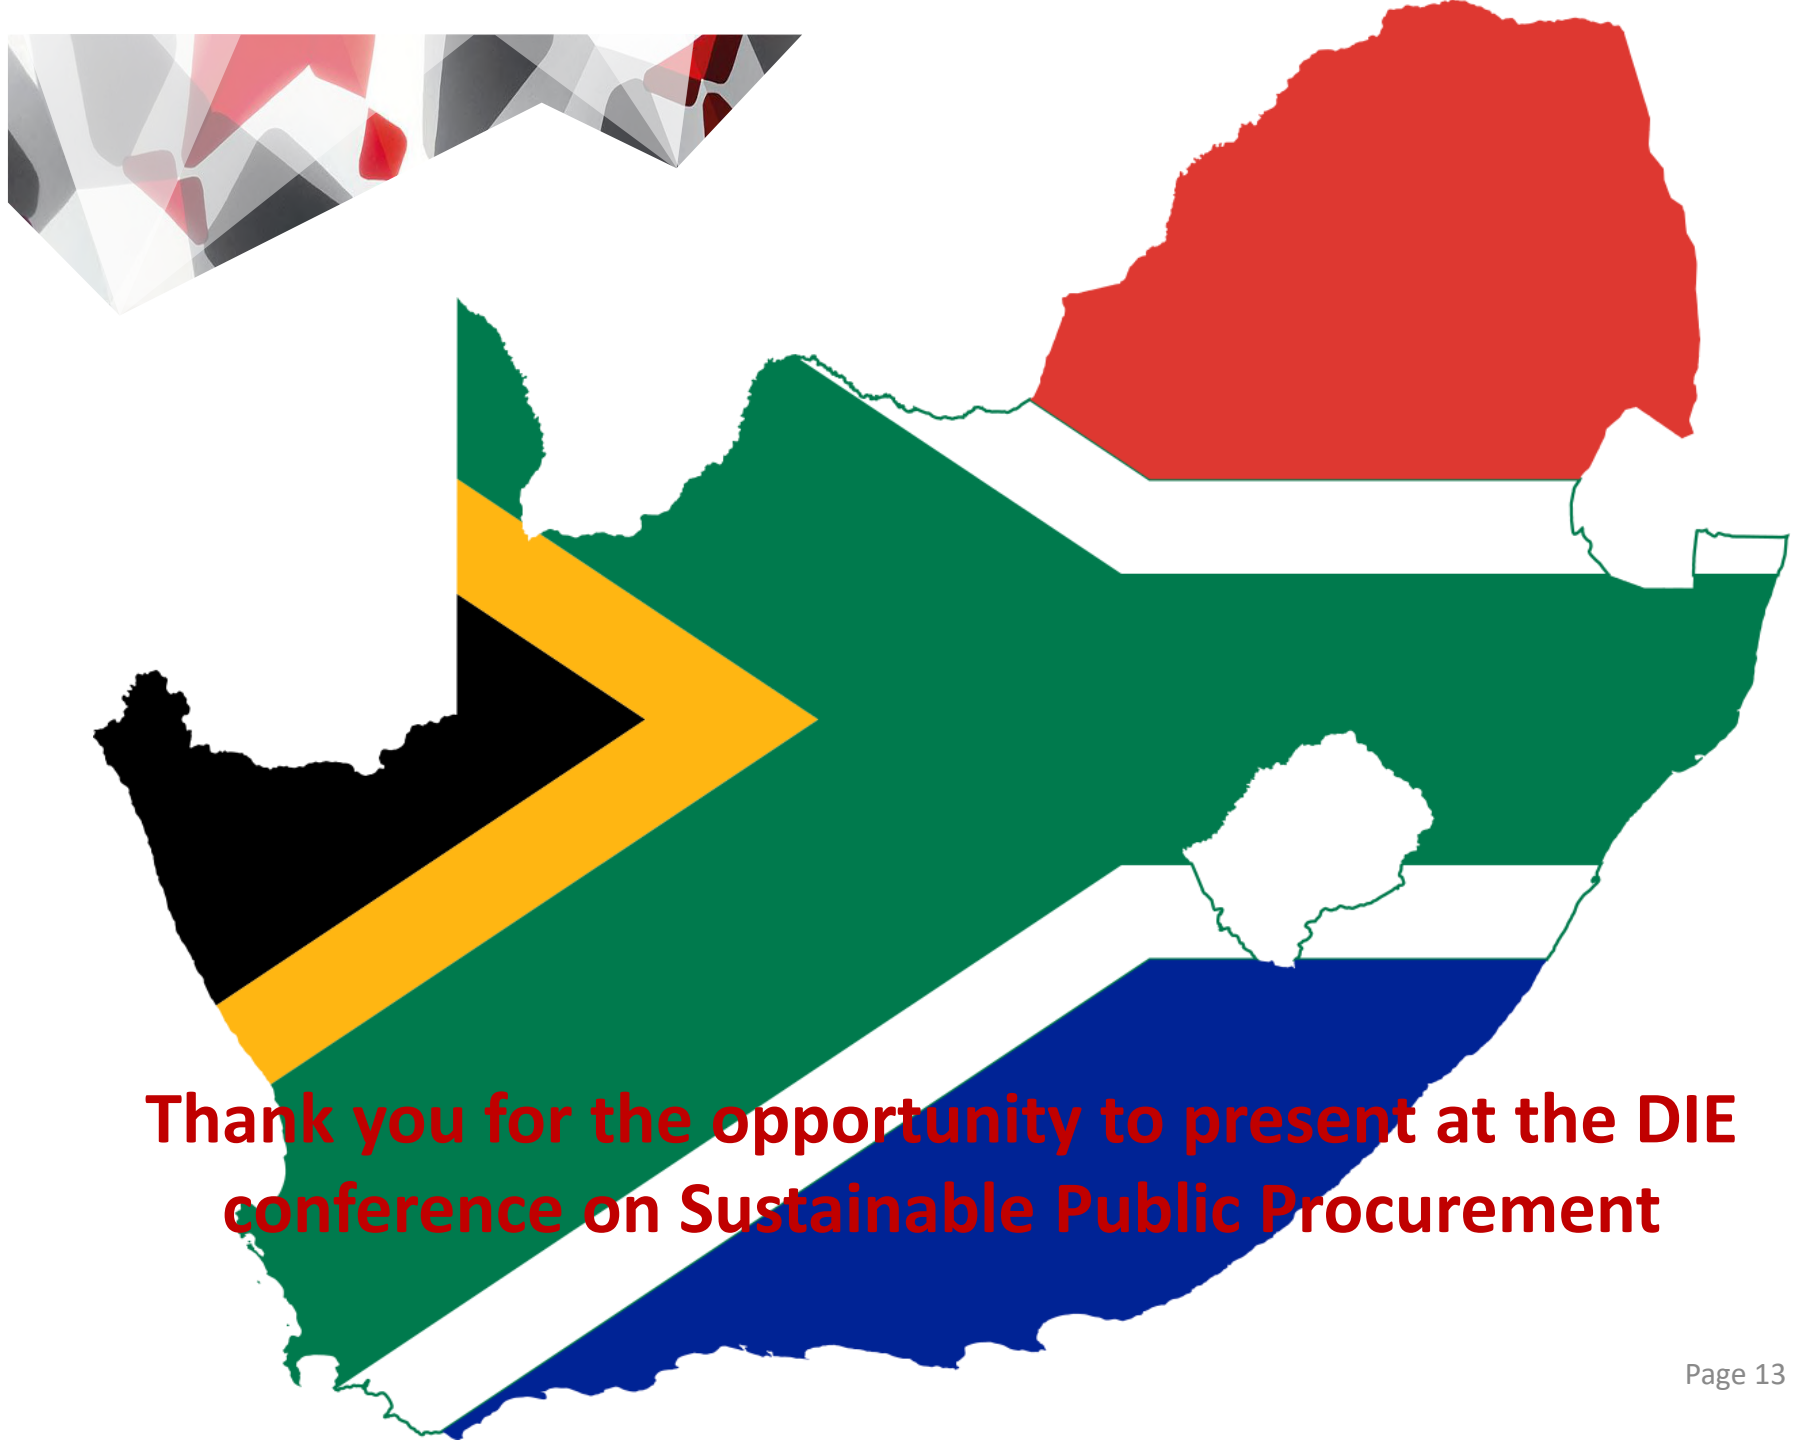 Thank you for the opportunity to present at the DIE
conference on Sustainable Public Procurement
Page 13